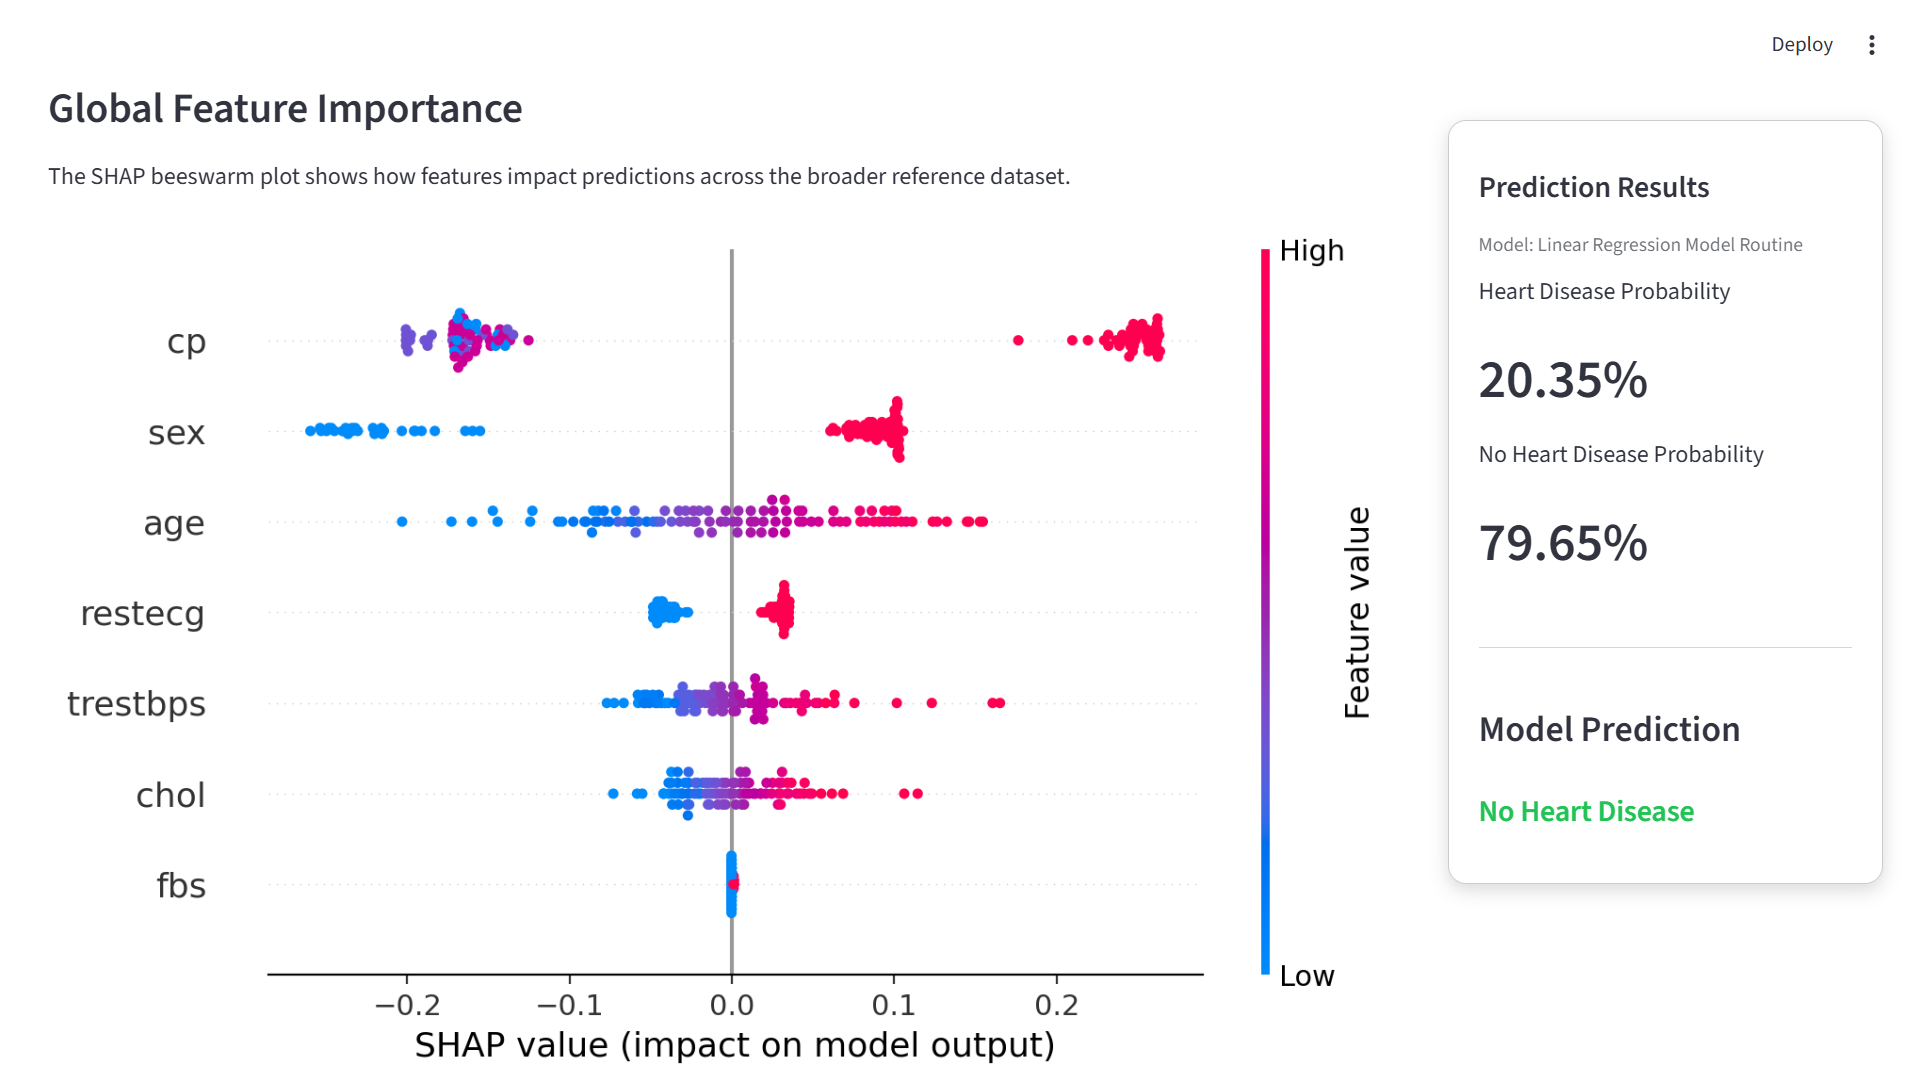 Deploy
Global Feature Importance
The SHAP beeswarm plot shows how features impact predictions across the broader reference dataset.
High
cp
sex
age
restecg
trestbps
chol
fbs
Feature value
Low
−0.2
−0.1
0.0
0.1
0.2
SHAP value (impact on model output)
Prediction Results
Model: Linear Regression Model Routine
Heart Disease Probability
20.35%
No Heart Disease Probability
79.65%
Model Prediction
No Heart Disease